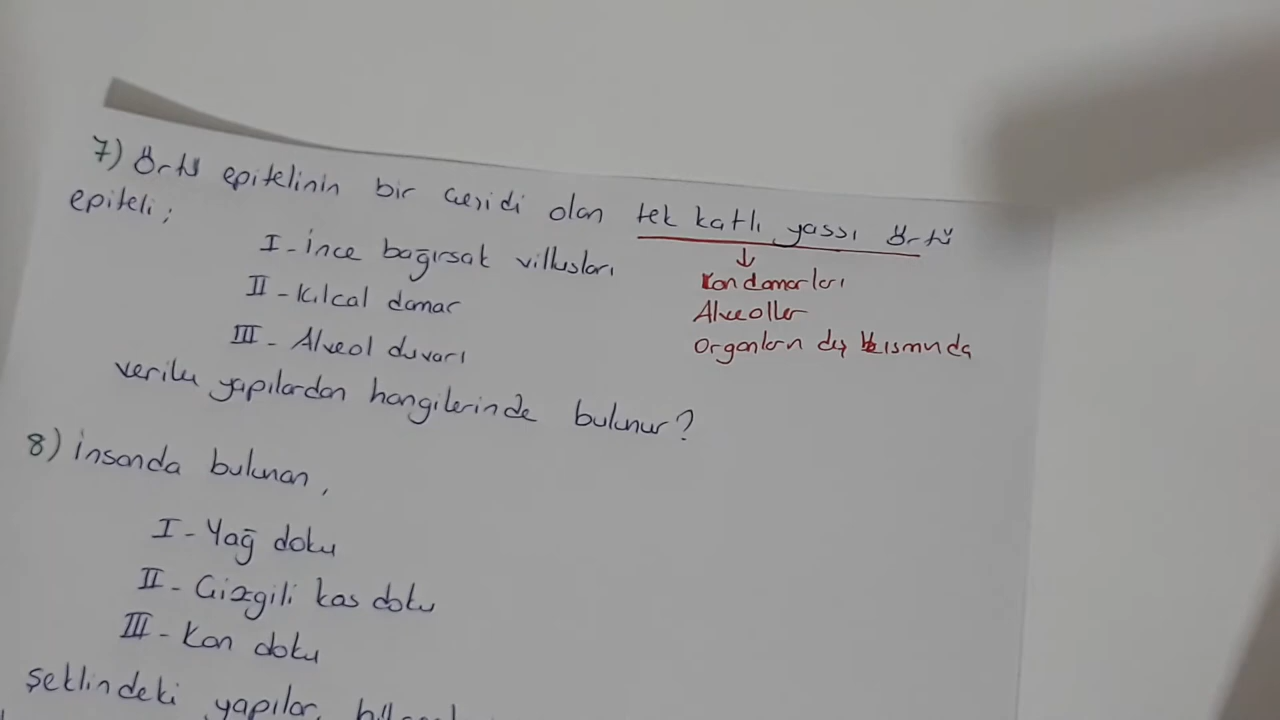 7) Örtü epitelinin bir çeşidi olan tek katlı yassı örtü
epiteli;
I - İnce bağırsak villusları
II - Kılcal damar
III - Alveol duvarı
↓
Kan damarları
Alveoller
Organların dış kısmında
verilen yapılardan hangilerinde bulunur?
8) İnsanda bulunan,
I - Yağ doku
II - Çizgili kas doku
III - Kan doku
şeklindeki yapılar,